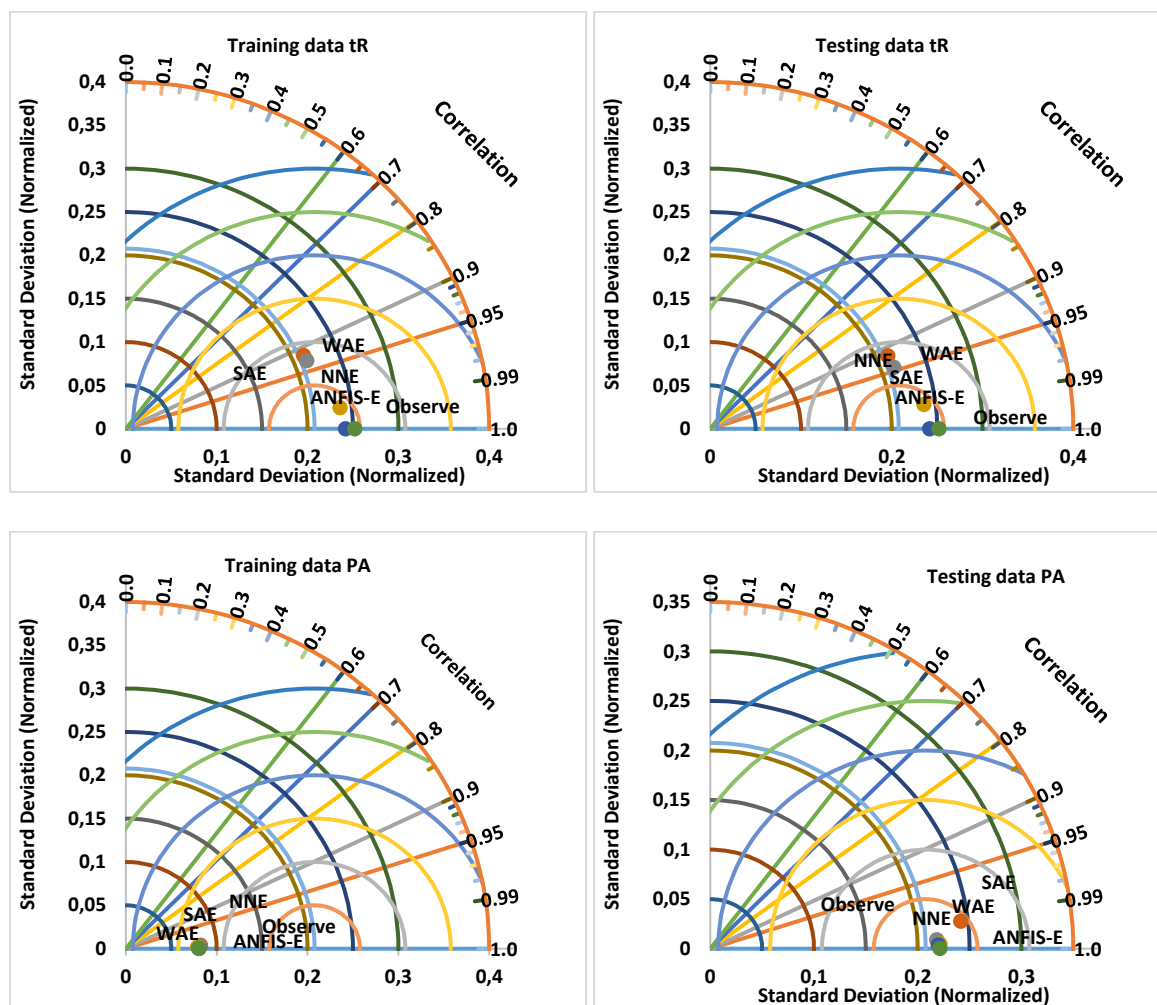 Training data tR
Standard Deviation (Normalized)
0,4
0,35
0,3
0,25
0,2
0,15
0,1
0,05
0
0.0
0.1
0.2
0.3
0.4
0.5
0.6
0.7
0.8
0.9
0.95
0.99
1.0
Correlation
WAE
SAE
NNE
ANFIS-E
Observe
0
0,1
0,2
0,3
0,4
Standard Deviation (Normalized)
Testing data tR
Standard Deviation (Normalized)
0,4
0,35
0,3
0,25
0,2
0,15
0,1
0,05
0
0.0
0.1
0.2
0.3
0.4
0.5
0.6
0.7
0.8
0.9
0.95
0.99
1.0
Correlation
NNE
WAE
SAE
ANFIS-E
Observe
0
0,2
0,4
Standard Deviation (Normalized)
Training data PA
Standard Deviation (Normalized)
0,4
0,35
0,3
0,25
0,2
0,15
0,1
0,05
0
0.0
0.1
0.2
0.3
0.4
0.5
0.6
0.7
0.8
0.9
0.95
0.99
1.0
Correlation
NNE
SAE
Observe
WAE
ANFIS-E
0
0,1
0,2
0,3
0,4
Testing data PA
Standard Deviation (Normalized)
0,35
0,3
0,25
0,2
0,15
0,1
0,05
0
0.0
0.1
0.2
0.3
0.4
0.5
0.6
0.7
0.8
0.9
0.95
0.99
1.0
Correlation
SAE
Observe
WAE
NNE
ANFIS-E
0
0,1
0,2
0,3
Standard Deviation (Normalized)